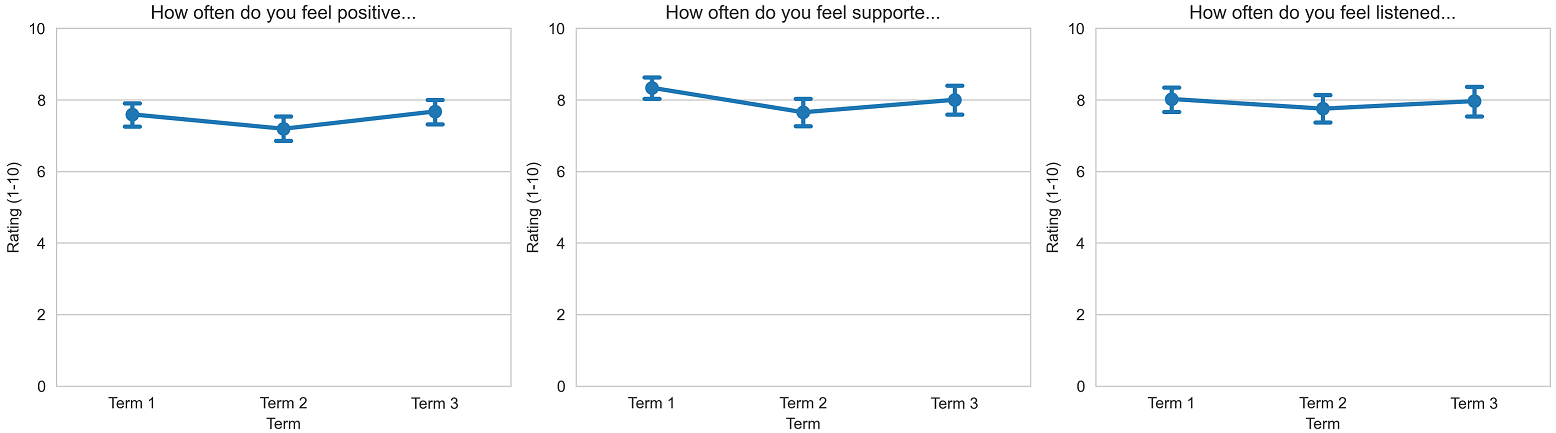 How often do you feel positive...
10
8
6
4
2
0
Rating (1-10)
Term 1 Term 2 Term 3
Term
How often do you feel supporte...
10
8
6
4
2
0
Rating (1-10)
Term 1 Term 2 Term 3
Term
How often do you feel listened...
10
8
6
4
2
0
Rating (1-10)
Term 1 Term 2 Term 3
Term